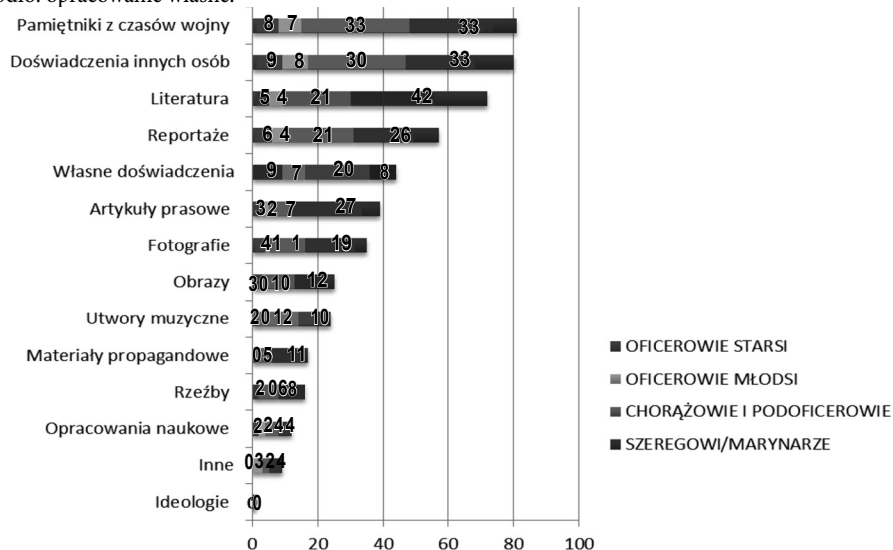 opracowanie własne.
Pamiętniki z czasów wojny 8 7 33 33
Doświadczenia innych osób 9 8 30 33
Literatura 5 4 21 42
Reportaże 6 4 21 26
Własne doświadczenia 9 7 20 8
Artykuły prasowe 3 2 7 27
Fotografie 4 1 1 19
Obrazy 3 0 10 12
Utwory muzyczne 2 0 12 10
Materiały propagandowe 0 5 11
Rzeźby 2 0 6 8
Opracowania naukowe 2 2 4 4
Inne 0 3 2 4
Ideologie 0
0 20 40 60 80 100
OFICEROWIE STARSI
OFICEROWIE MŁODSI
CHORĄŻOWIE I PODOFICEROWIE
SZEREGOWI/MARYNARZE